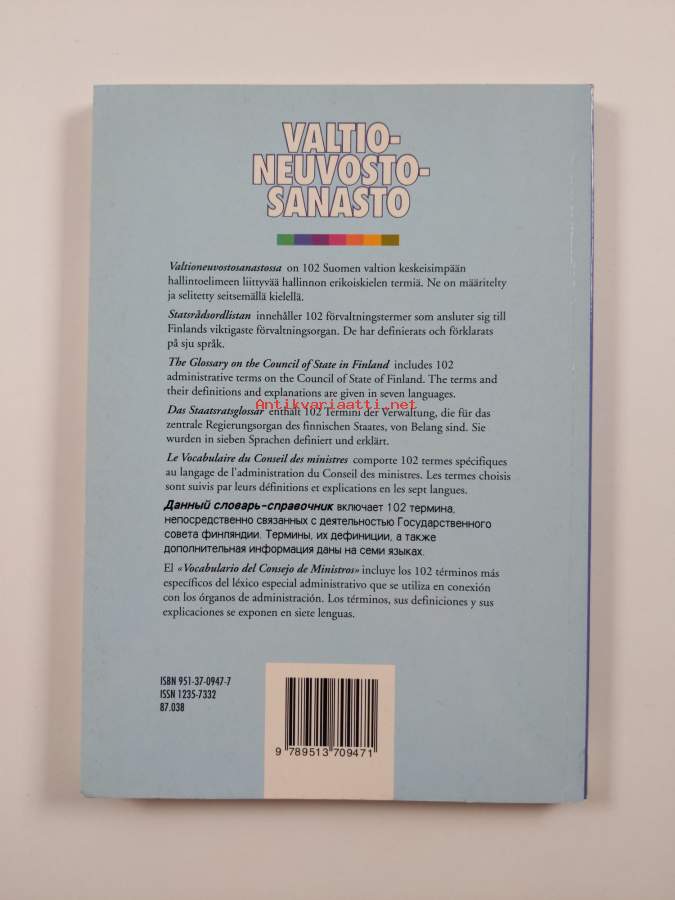 VALTIO-
NEUVOSTO-
SANASTO
Valtioneuvostosanastossa on 102 Suomen valtion keskeisimpään
hallintoelimeen liittyvää hallinnon erikoiskielen termiä. Ne on määritelty
ja selitetty seitsemällä kielellä.
Statsrådsordlistan innehåller 102 förvaltningstermer som ansluter sig till
Finlands viktigaste förvaltningsorgan. De har definierats och förklarats
på sju språk.
The Glossary on the Council of State in Finland includes 102
administrative terms on the Council of State of Finland. The terms and
their definitions and explanations are given in seven languages.
Antikvariaatti.net
Das Staatsratsglossar enthält 102 Termini der Verwaltung, die für das
zentrale Regierungsorgan des finnischen Staates, von Belang sind. Sie
wurden in sieben Sprachen definiert und erklärt.
Le Vocabulaire du Conseil des ministres comporte 102 termes spécifiques
au langage de l'administration du Conseil des ministres. Les termes choisis
sont suivis par leurs définitions et explications en les sept langues.
Данный словарь-справочник включает 102 термина,
непосредственно связанных с деятельностью Государственного
совета финляндии. Термины, их дефиниции, а также
дополнительная информация даны на семи языках.
El «Vocabulario del Consejo de Ministros» incluye los 102 términos más
específicos del léxico especial administrativo que se utiliza en conexión
con los órganos de administración. Los términos, sus definiciones y sus
explicaciones se exponen en siete lenguas.
ISBN 951-37-0947-7
ISSN 1235-7332
87.038
9 789513 709471